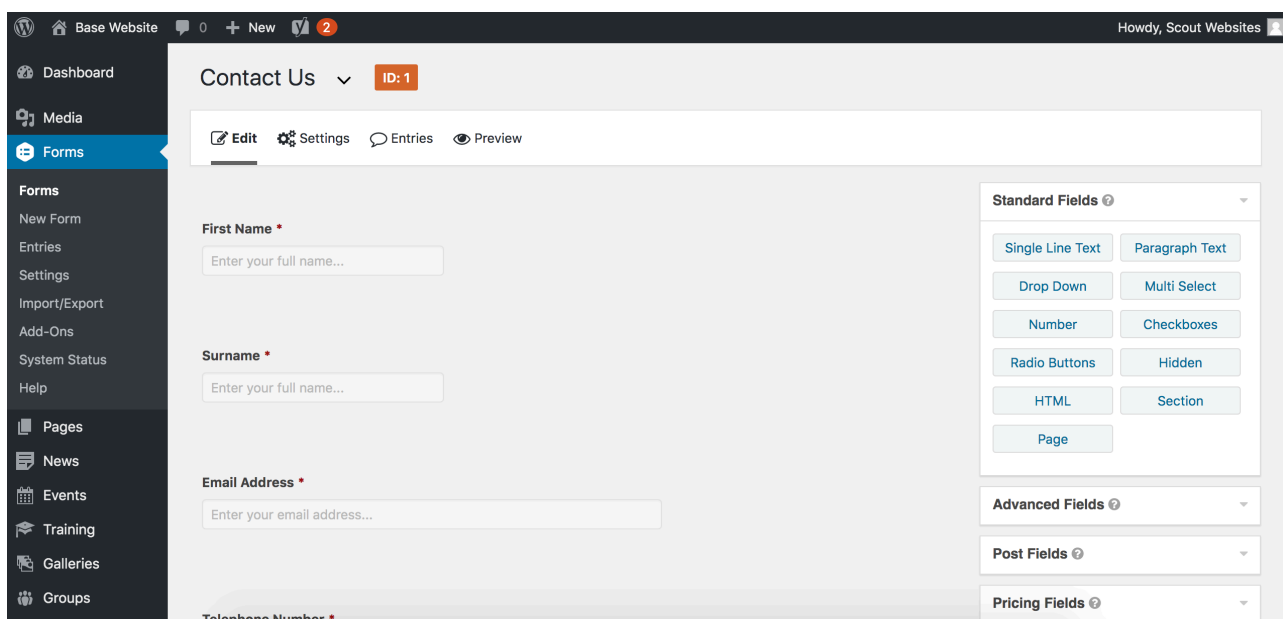 Base Website 0 New 2 Howdy, Scout Websites
Dashboard
Media
Forms
Forms
New Form
Entries
Settings
Import/Export
Add-Ons
System Status
Help
Pages
News
Events
Training
Galleries
Groups
Contact Us ID: 1
Edit Settings Entries Preview
First Name *
Enter your full name...
Surname *
Enter your full name...
Email Address *
Enter your email address...
Telephone Number *
Standard Fields
Single Line Text Paragraph Text
Drop Down Multi Select
Number Checkboxes
Radio Buttons Hidden
HTML Section
Page
Advanced Fields
Post Fields
Pricing Fields